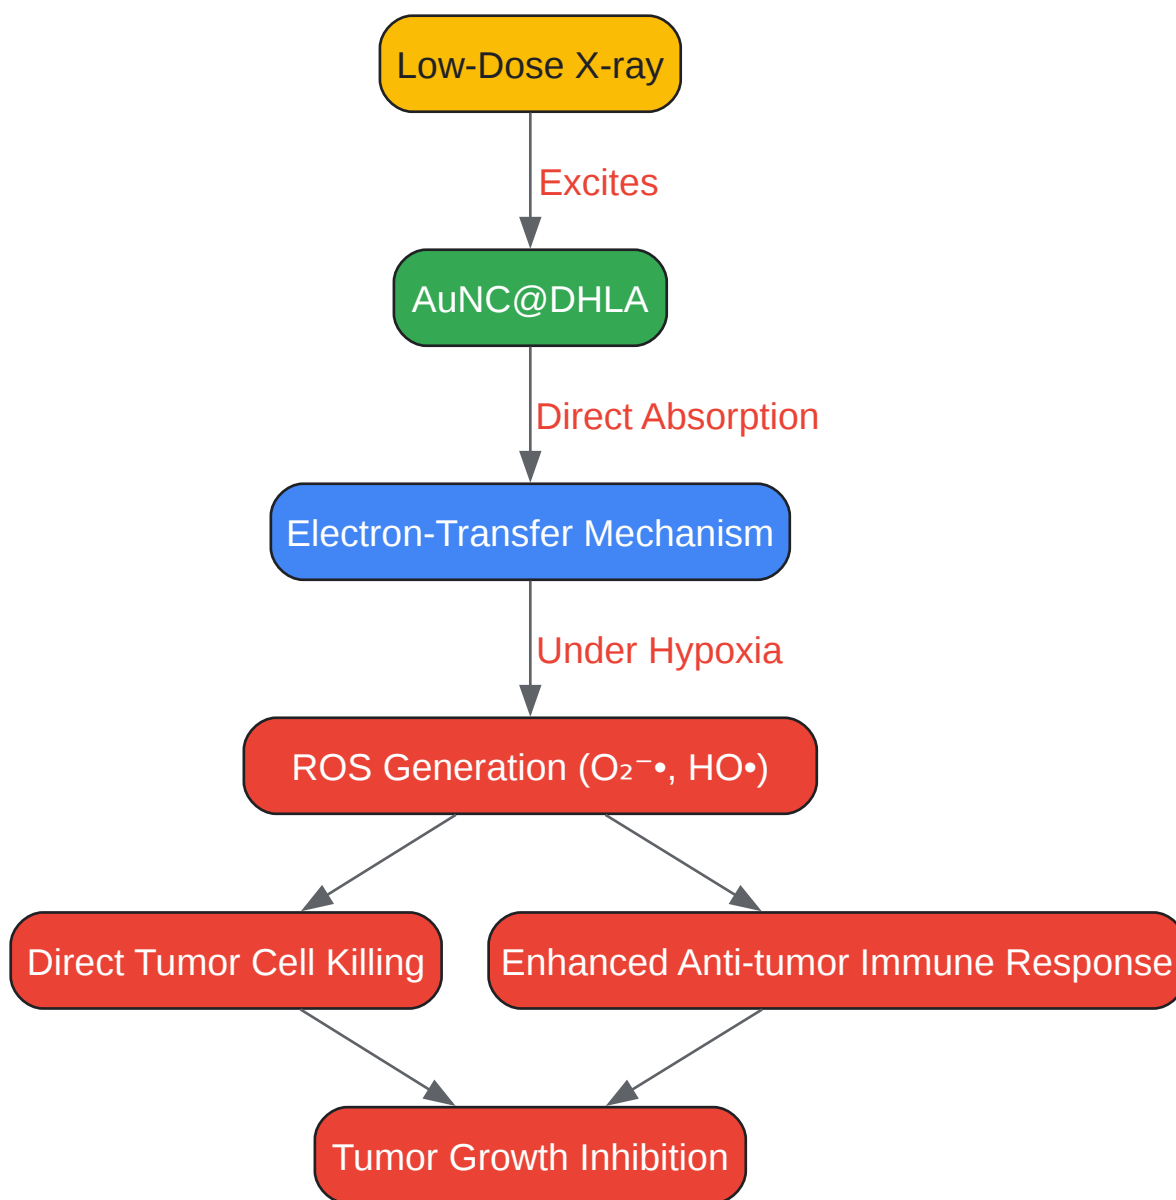 Low-Dose X-ray
Excites
AuNC@DHLA
Direct Absorption
Electron-Transfer Mechanism
Under Hypoxia
ROS Generation (O₂⁻•, HO•)
Direct Tumor Cell Killing
Enhanced Anti-tumor Immune Response
Tumor Growth Inhibition